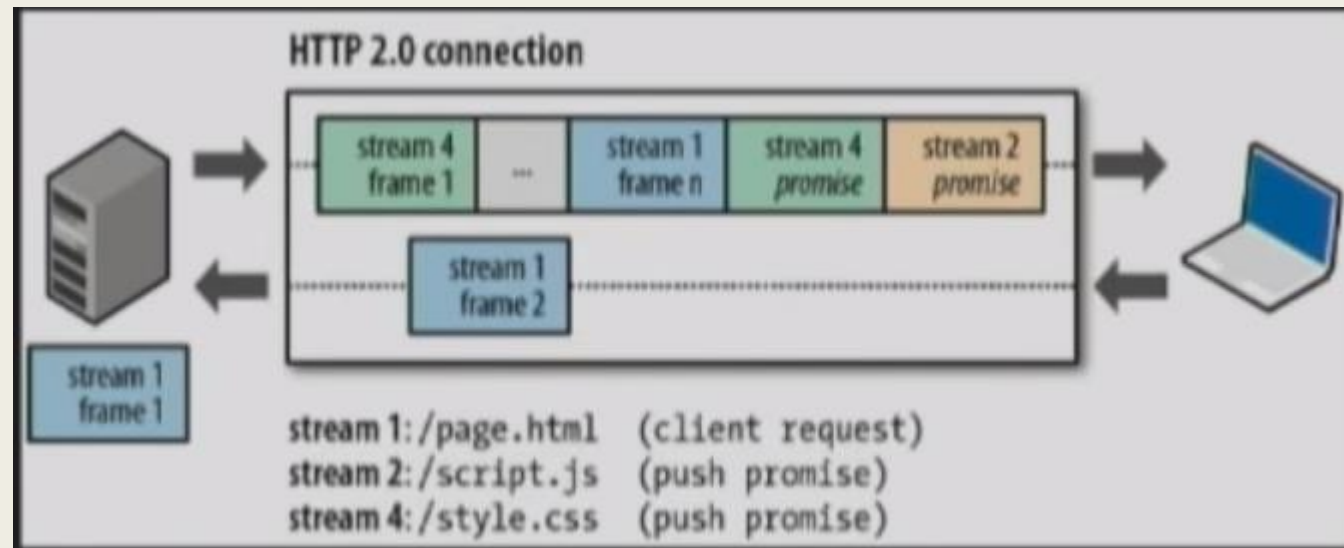 HTTP 2.0 connection
stream 4
frame 1
...
stream 1
frame n
stream 4
promise
stream 2
promise
stream 1
frame 2
stream 1
frame 1
stream 1: /page.html (client request)
stream 2: /script.js (push promise)
stream 4: /style.css (push promise)